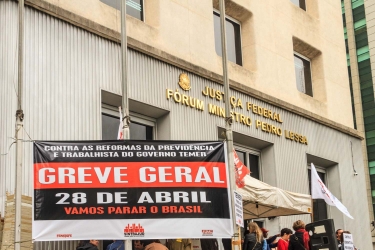 JUSTIÇA FEDERAL
FÓRUM MINISTRO PEDRO LESSA
CONTRA AS REFORMAS DA PREVIDÊNCIA
E TRABALHISTA DO GOVERNO TEMER
GREVE GERAL
28 DE ABRIL
VAMOS PARAR O BRASIL